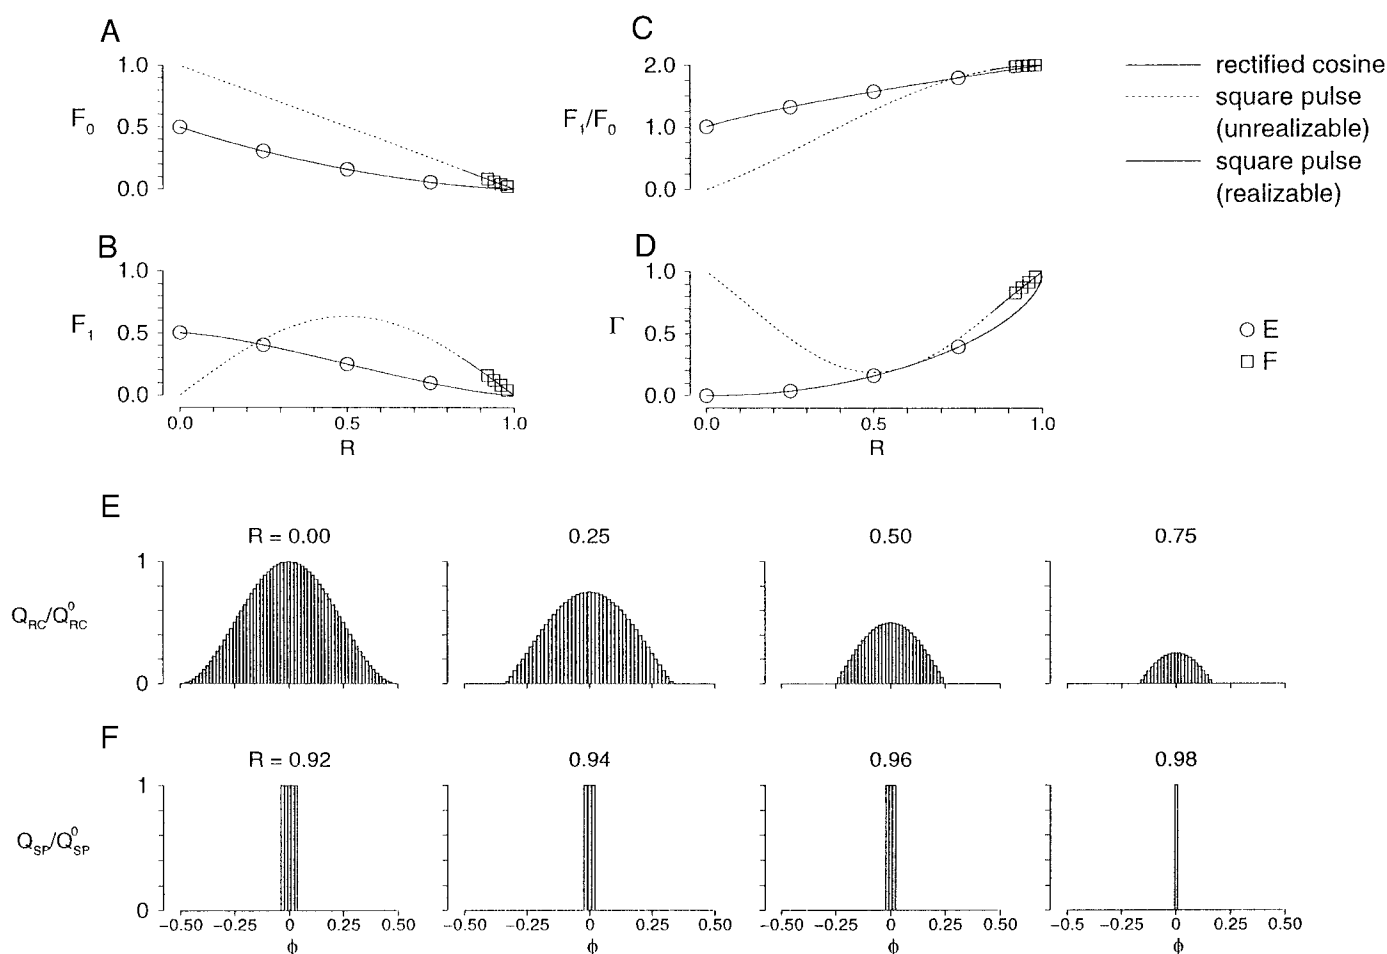 A
1.0
F0
0.5
0.0
B
1.0
F1
0.5
0.0
0.0 0.5 1.0
R
C
2.0
F1/F0
1.0
0.0
D
1.0
Γ
0.5
0.0
0.0 0.5 1.0
R
rectified cosine
square pulse
(unrealizable)
square pulse
(realizable)
E
F
E
R = 0.00 0.25 0.50 0.75
1
QRC/Q0RC
0
F
R = 0.92 0.94 0.96 0.98
1
QSP/Q0SP
0
−0.50 −0.25 0 0.25 0.50 −0.50 −0.25 0 0.25 0.50 −0.50 −0.25 0 0.25 0.50 −0.50 −0.25 0 0.25 0.50
ϕ ϕ ϕ ϕ